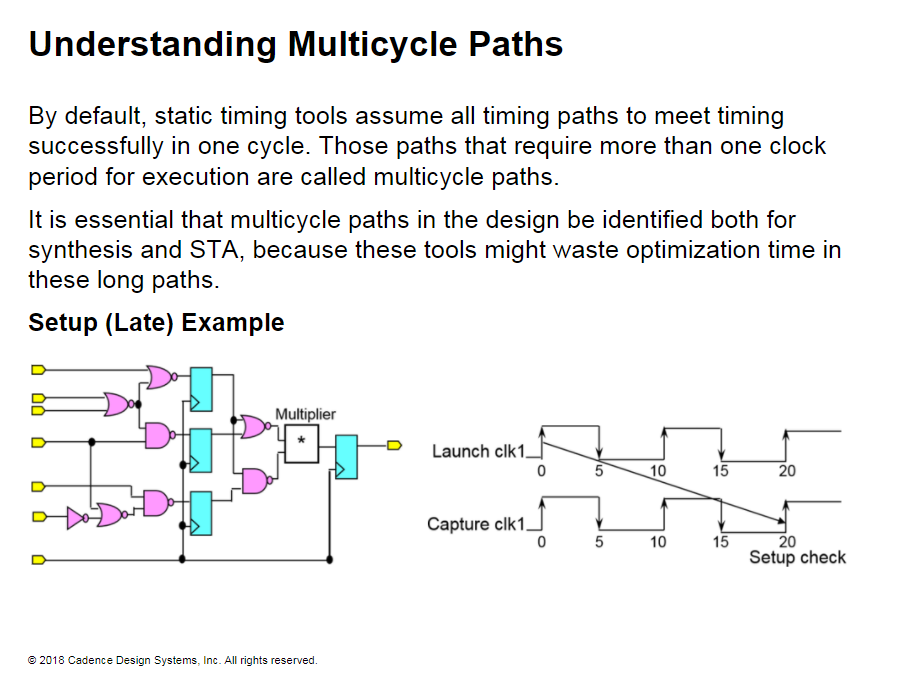 Understanding Multicycle Paths
By default, static timing tools assume all timing paths to meet timing
successfully in one cycle. Those paths that require more than one clock
period for execution are called multicycle paths.
It is essential that multicycle paths in the design be identified both for
synthesis and STA, because these tools might waste optimization time in
these long paths.
Setup (Late) Example
Multiplier
*
Launch clk1
0 5 10 15 20
Capture clk1
0 5 10 15 20
Setup check
© 2018 Cadence Design Systems, Inc. All rights reserved.